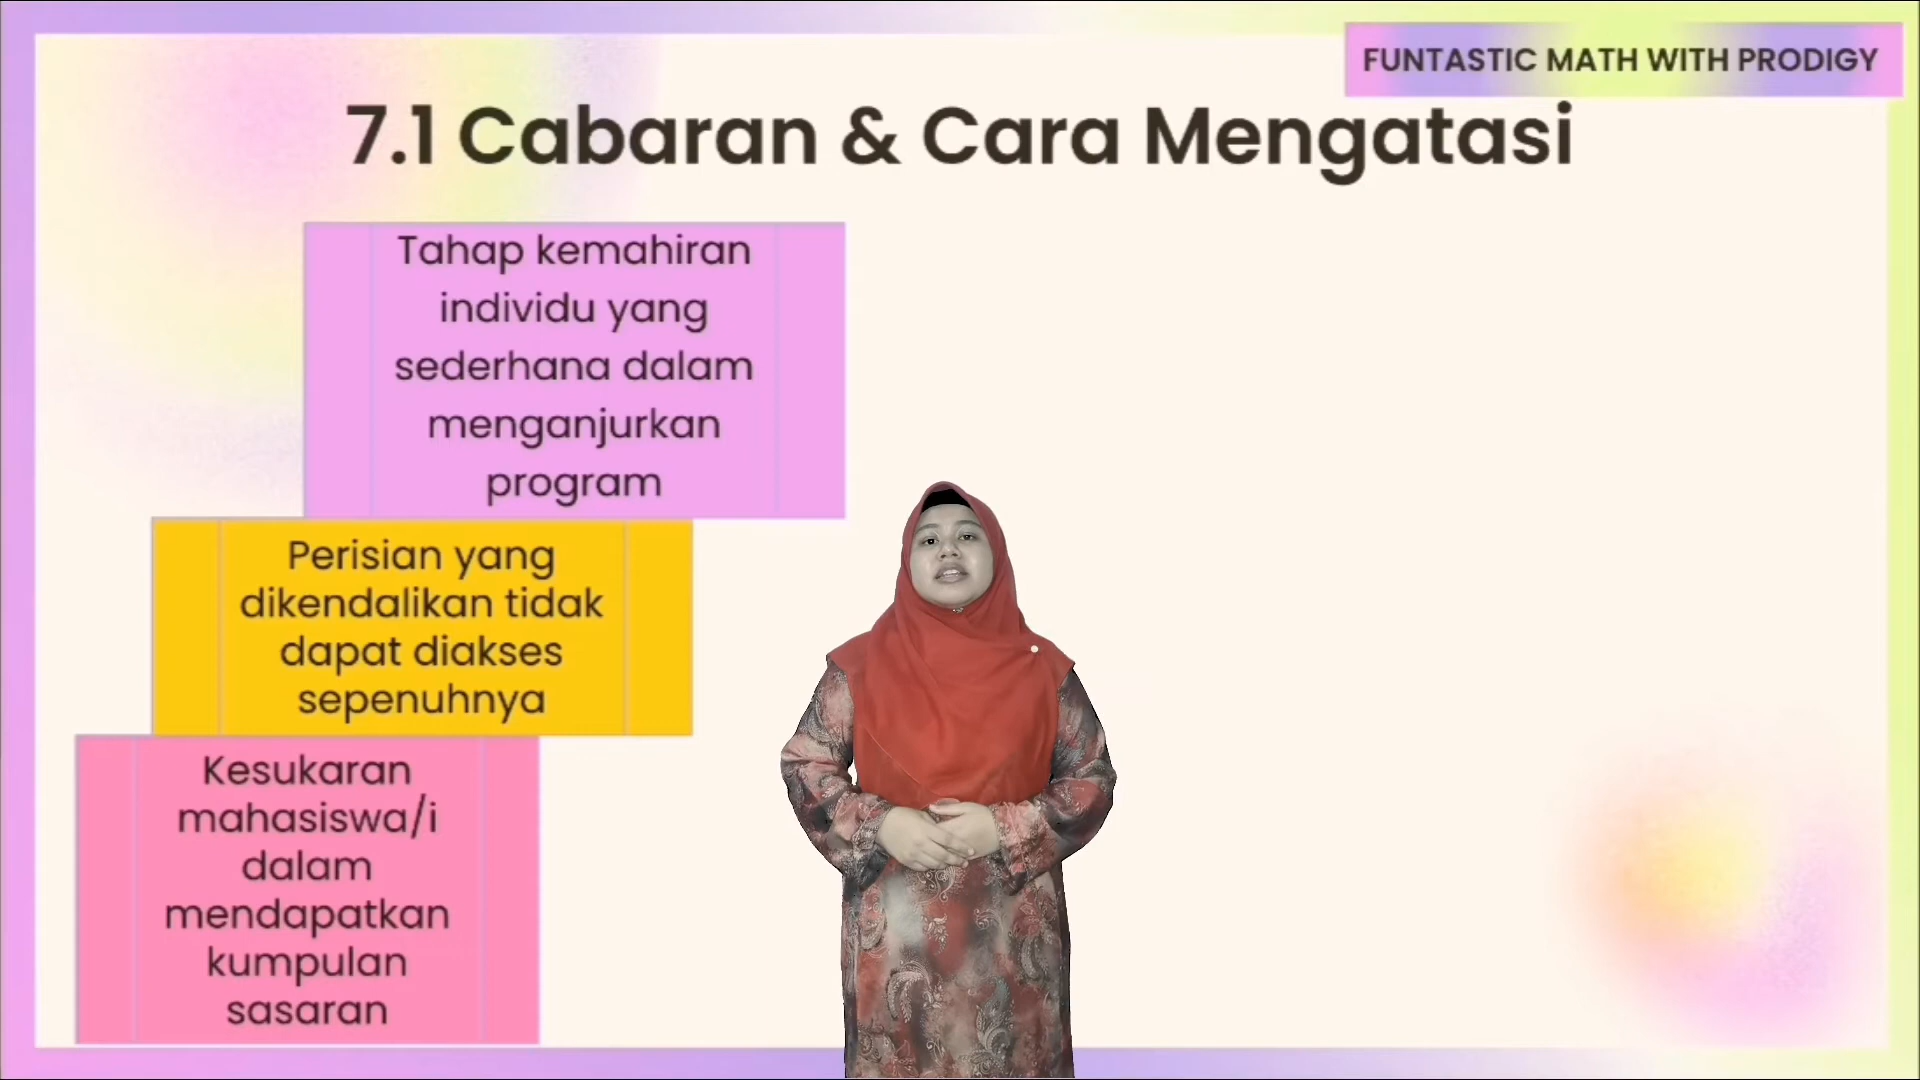 FUNTASTIC MATH WITH PRODIGY
7.1 Cabaran & Cara Mengatasi
Tahap kemahiran
individu yang
sederhana dalam
menganjurkan
program
Perisian yang
dikendalikan tidak
dapat diakses
sepenuhnya
Kesukaran
mahasiswa/i
dalam
mendapatkan
kumpulan
sasaran